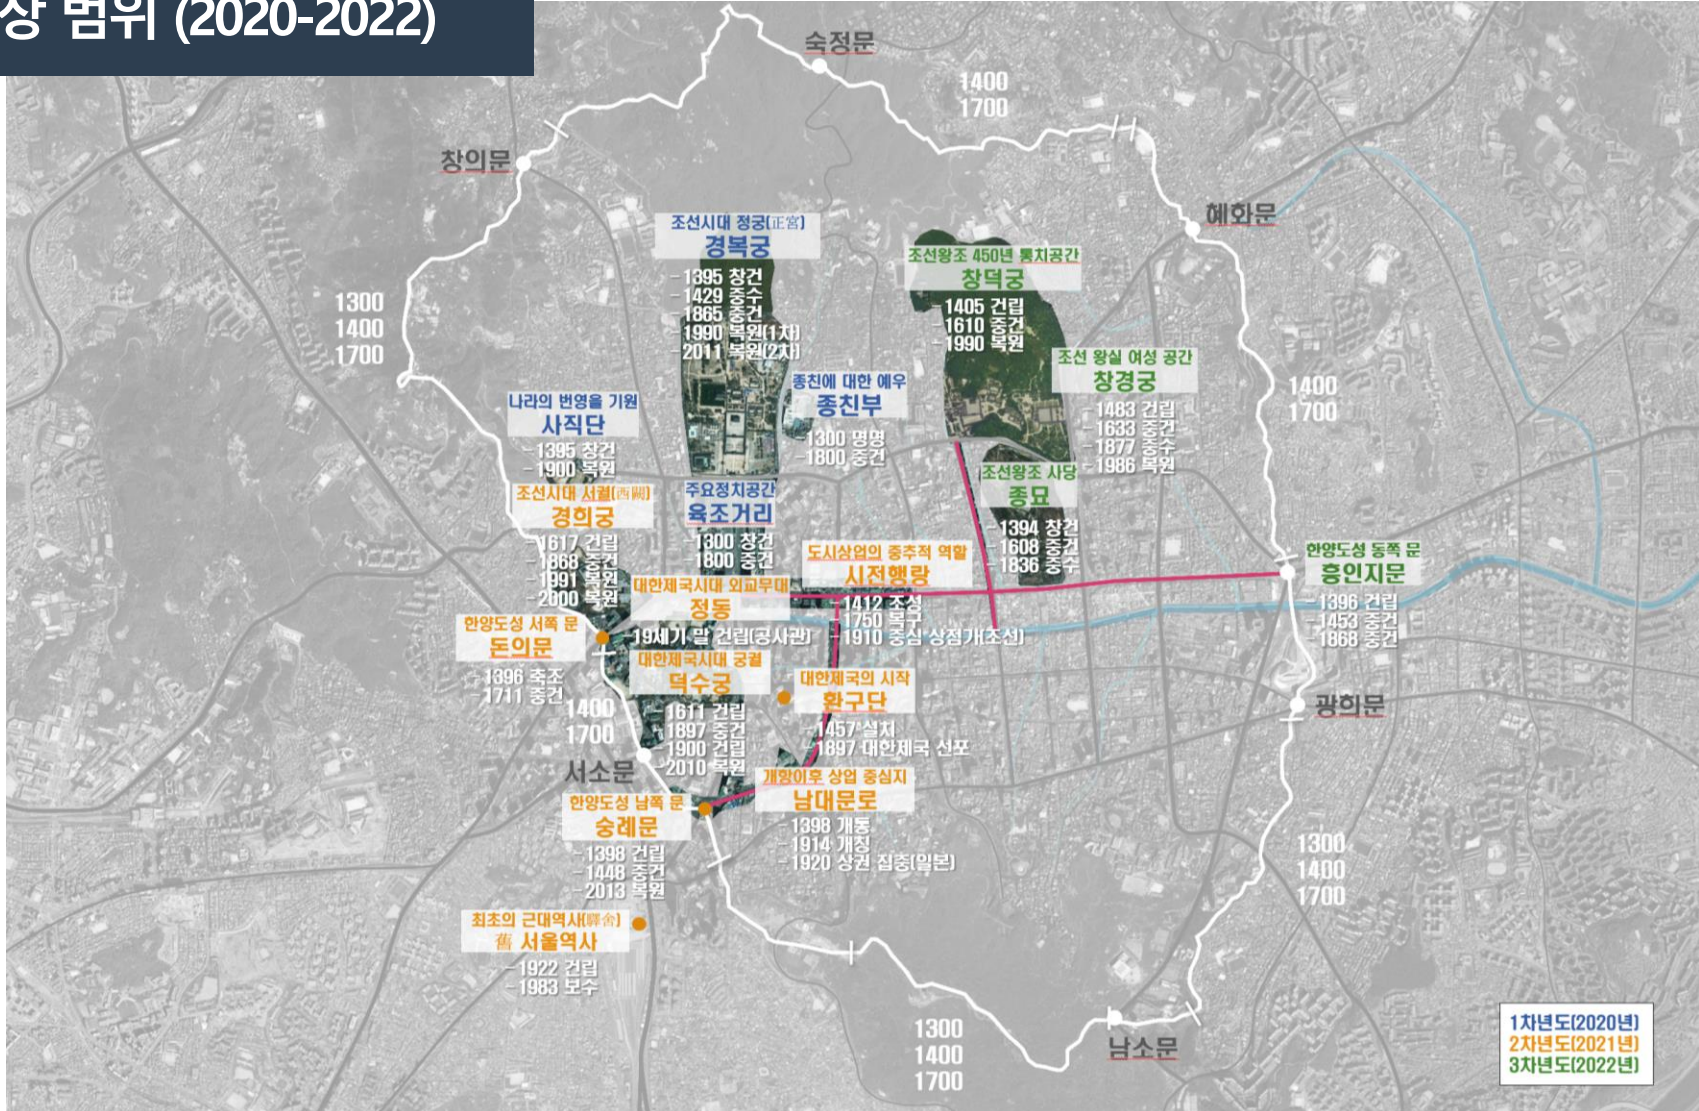 상 범위 (2020-2022)
숙정문
1400
1700
창의문
혜화문
조선시대 정궁(正宮)
경복궁
-1395 창건
-1429 중수
1865 중건
1990 복원(1차)
-2011 복원(2차)
조선왕조 450년 통치공간
창덕궁
-1405 건립
-1610 중건
-1990 복원
1300
1400
1700
조선 왕실 여성 공간
창경궁
-1483 건립
-1633 중건
-1877 중수
-1986 복원
1400
1700
종친에 대한 예우
종친부
-1300 명명
-1800 중건
나라의 번영을 기원
사직단
-1395 창건
-1900 복원
조선시대 서궐(西闕)
경희궁
-1617 건립
-1868 중건
-1991 복원
-2000 복원
주요정치공간
육조거리
-1300 창건
-1800 중건
조선왕조 사당
종묘
-1394 창건
-1608 중건
-1836 중수
도시상업의 중추적 역할
시전행랑
-1412 조성
-1750 복구
-1910 중심 상점가(조선)
한양도성 동쪽 문
흥인지문
-1396 건립
-1453 중건
-1868 중건
대한제국시대 외교무대
정동
-19세기 말 건립(공사관)
한양도성 서쪽 문
돈의문
-1396 축조
-1711 중건
대한제국시대 궁궐
덕수궁
-1611 건립
-1897 중건
-1900 건립
-2010 복원
대한제국의 시작
환구단
-1457 설치
-1897 대한제국 선포
1400
1700
광희문
서소문
개항이후 상업 중심지
남대문로
-1398 개통
-1914 개칭
-1920 상권 집중(일본)
한양도성 남쪽 문
숭례문
-1398 건립
-1448 중건
-2013 복원
1300
1400
1700
최초의 근대역사(驛舍)
舊 서울역사
-1922 건립
-1983 보수
1300
1400
1700
남소문
1차년도(2020년)
2차년도(2021년)
3차년도(2022년)